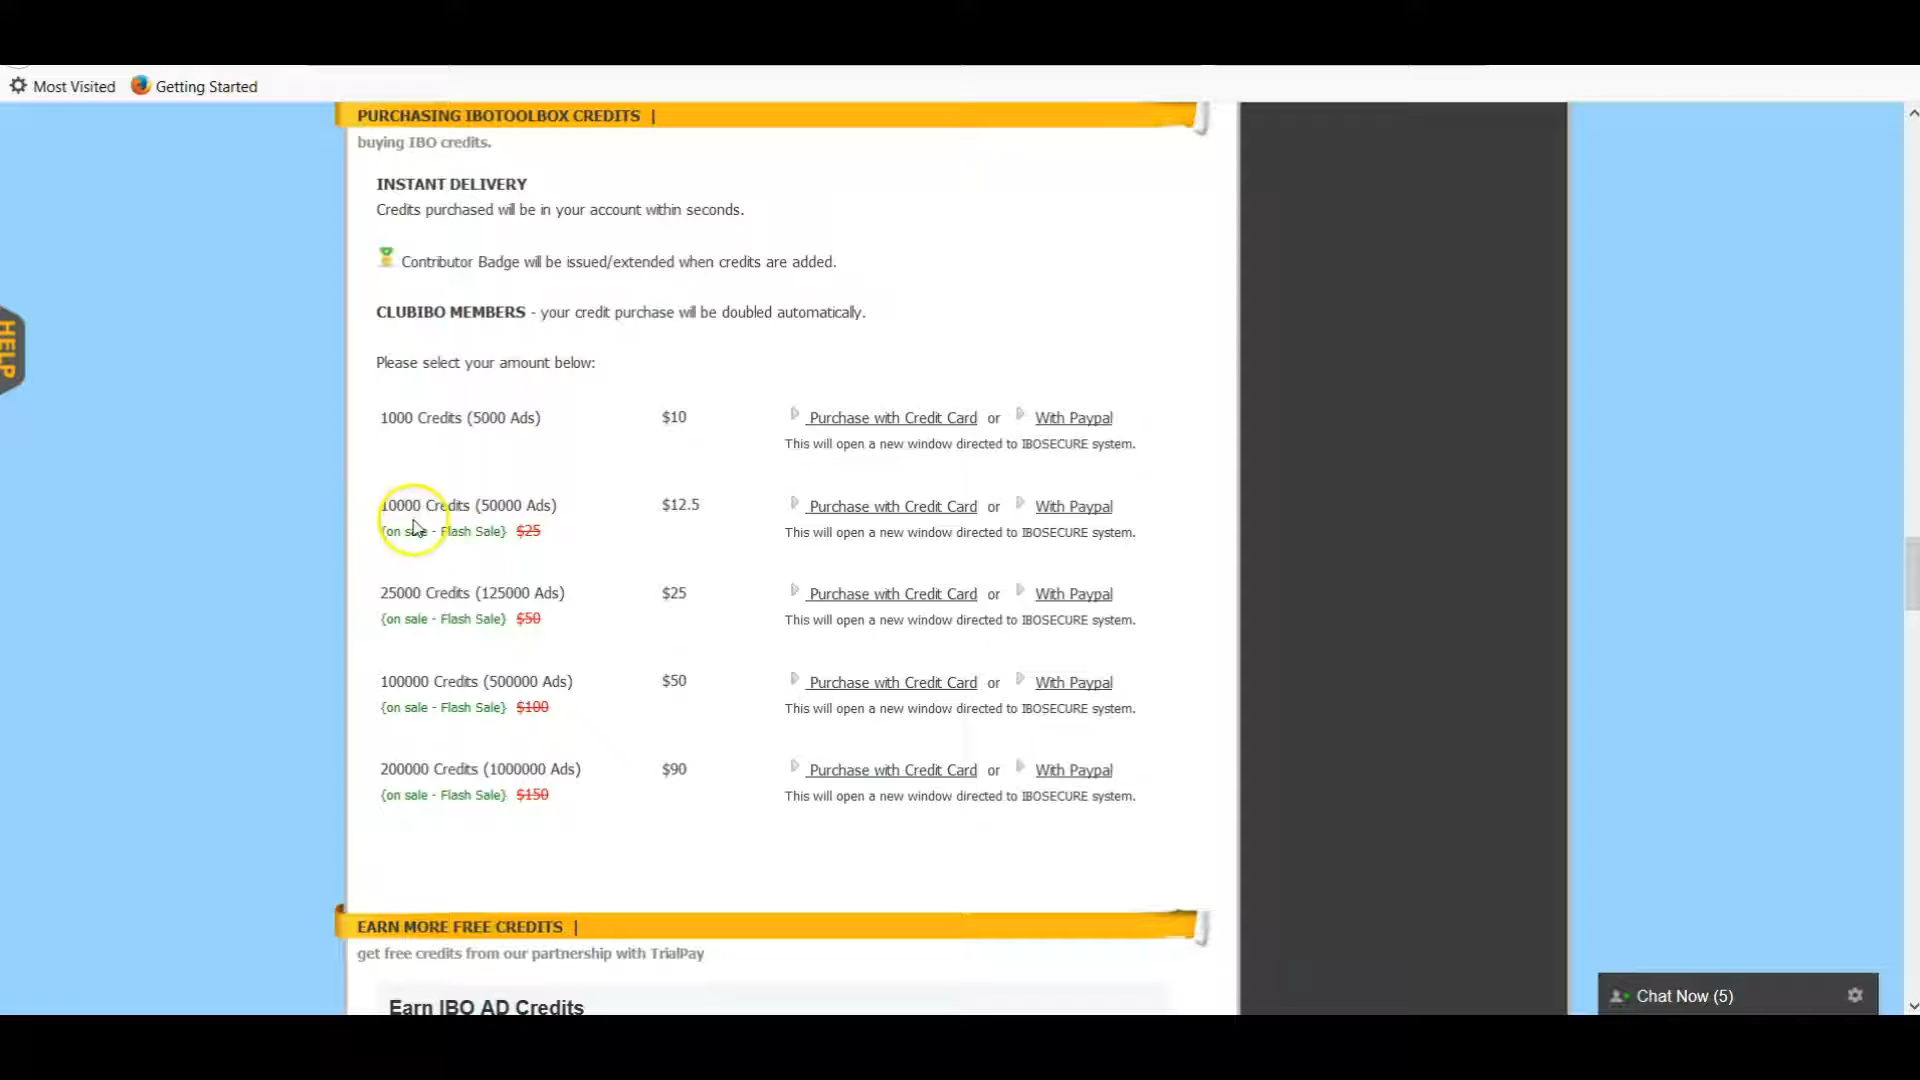 Most Visited Getting Started
PURCHASING IBOTOOLBOX CREDITS |
buying IBO credits.
INSTANT DELIVERY
Credits purchased will be in your account within seconds.
Contributor Badge will be issued/extended when credits are added.
CLUBIBO MEMBERS - your credit purchase will be doubled automatically.
HELP
Please select your amount below:
1000 Credits (5000 Ads) $10 Purchase with Credit Card or With Paypal
This will open a new window directed to IBOSECURE system.
10000 Credits (50000 Ads) $12.5 Purchase with Credit Card or With Paypal
{on sale - Flash Sale} $25 This will open a new window directed to IBOSECURE system.
25000 Credits (125000 Ads) $25 Purchase with Credit Card or With Paypal
{on sale - Flash Sale} $50 This will open a new window directed to IBOSECURE system.
100000 Credits (500000 Ads) $50 Purchase with Credit Card or With Paypal
{on sale - Flash Sale} $100 This will open a new window directed to IBOSECURE system.
200000 Credits (1000000 Ads) $90 Purchase with Credit Card or With Paypal
{on sale - Flash Sale} $150 This will open a new window directed to IBOSECURE system.
EARN MORE FREE CREDITS |
get free credits from our partnership with TrialPay
Earn IBO AD Credits
Chat Now (5)